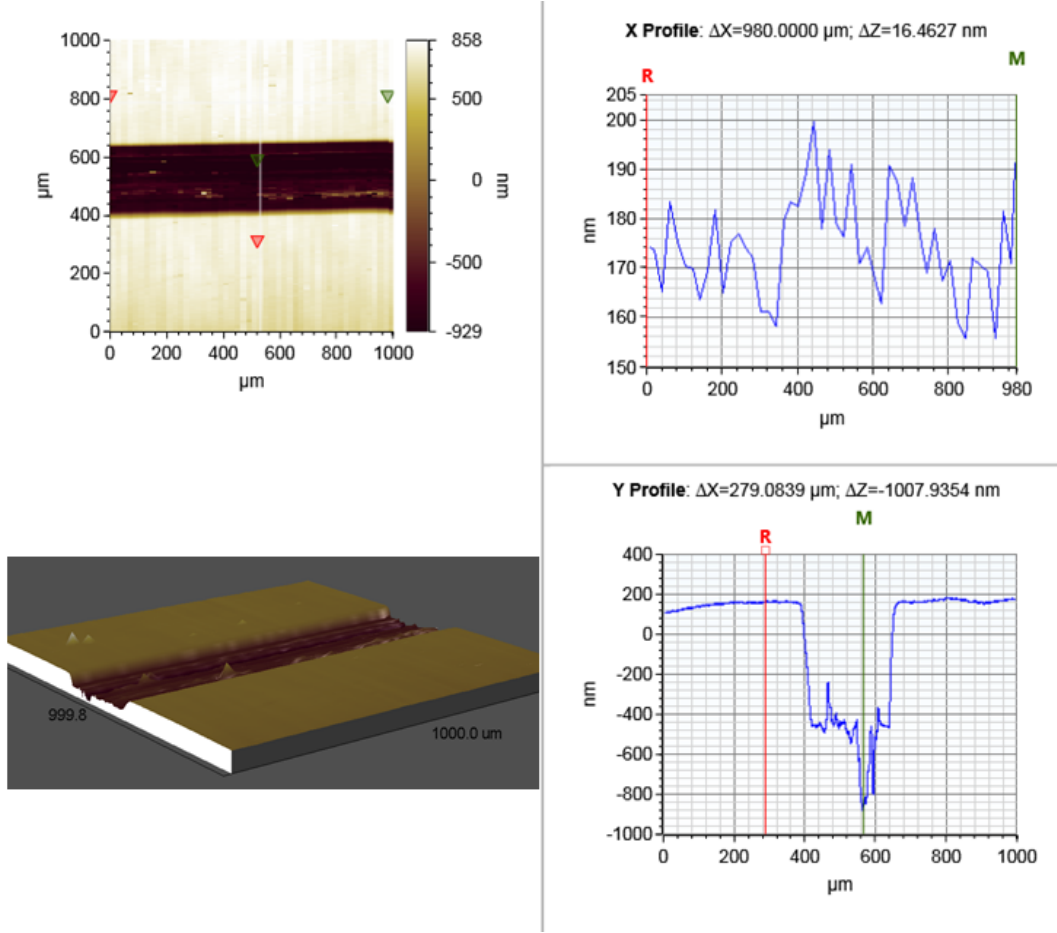 1000
800
600
400
200
0
µm
0 200 400 600 800 1000
µm
858
500
0
-500
-929
nm
X Profile: ΔX=980.0000 µm; ΔZ=16.4627 nm
R
M
205
200
190
180
170
160
150
nm
0 200 400 600 800 980
µm
999.8
1000.0 um
Y Profile: ΔX=279.0839 µm; ΔZ=-1007.9354 nm
R
M
400
200
0
-200
-400
-600
-800
-1000
nm
0 200 400 600 800 1000
µm